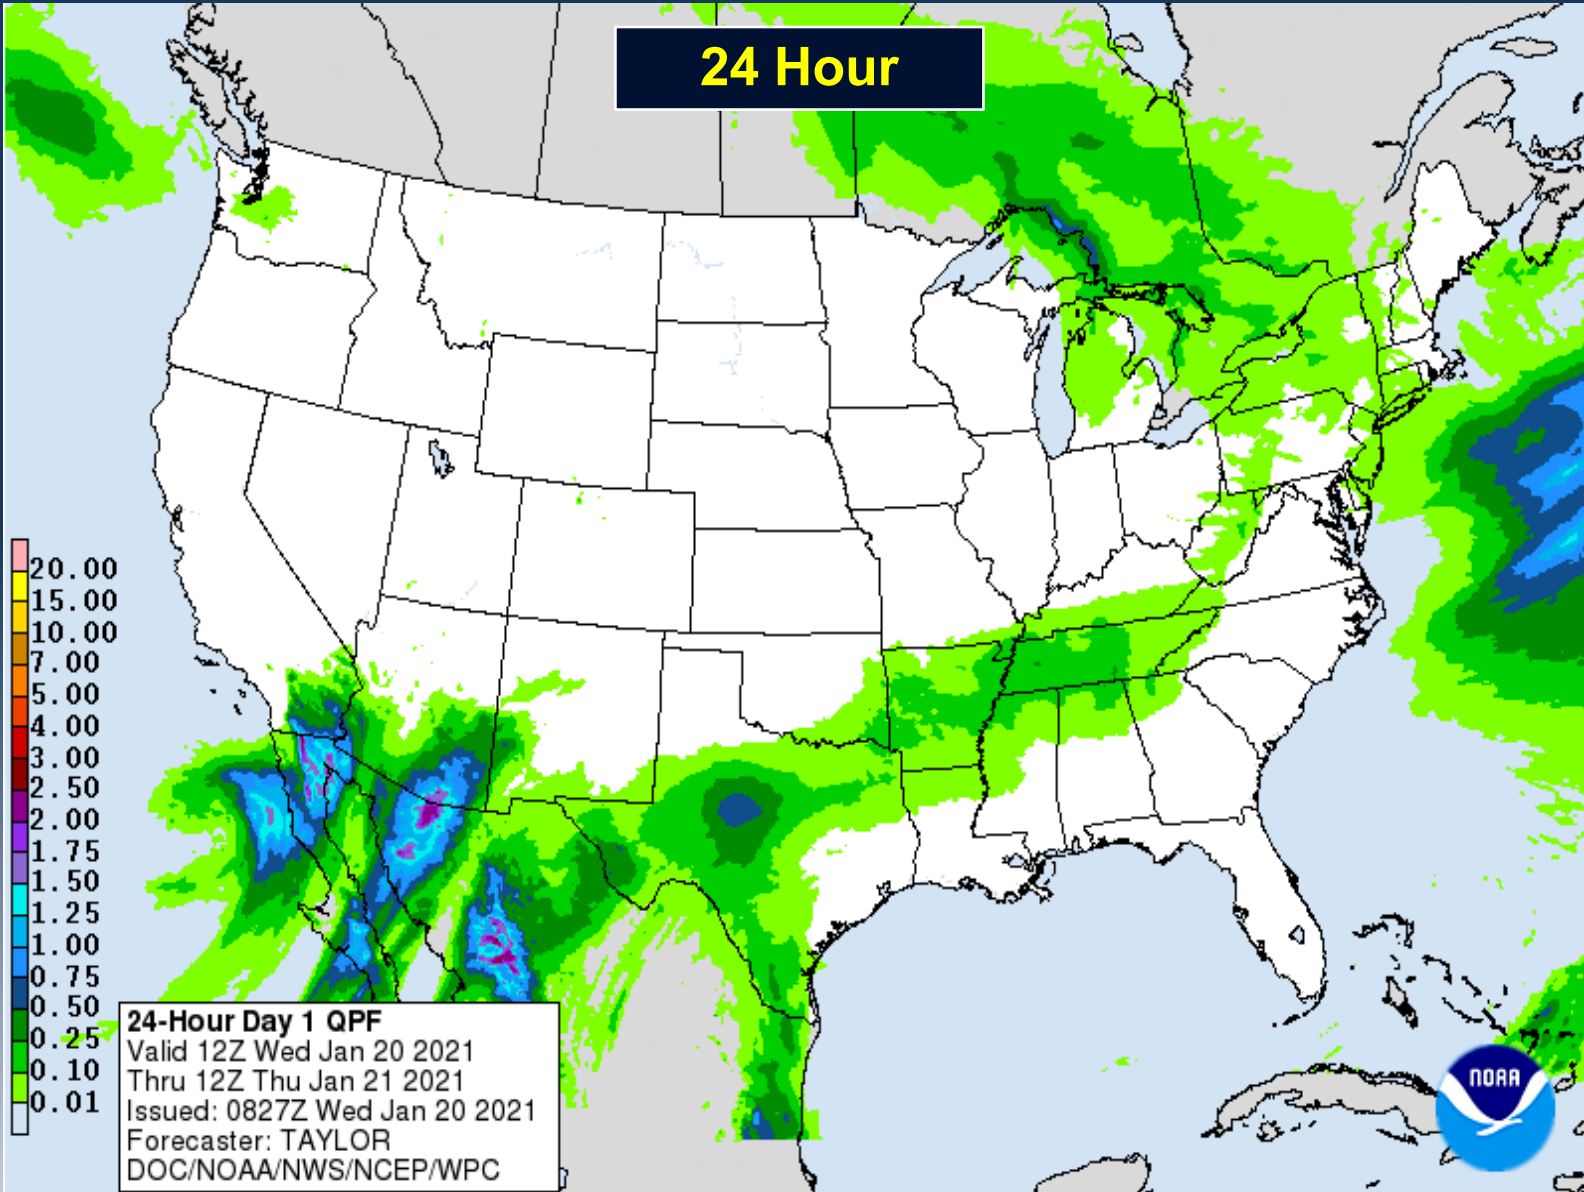 24 Hour
20.00
15.00
10.00
7.00
5.00
4.00
3.00
2.50
2.00
1.75
1.50
1.25
1.00
0.75
0.50
0.25
0.10
0.01
24-Hour Day 1 QPF
Valid 12Z Wed Jan 20 2021
Thru 12Z Thu Jan 21 2021
Issued: 0827Z Wed Jan 20 2021
Forecaster: TAYLOR
DOC/NOAA/NWS/NCEP/WPC
NOAA